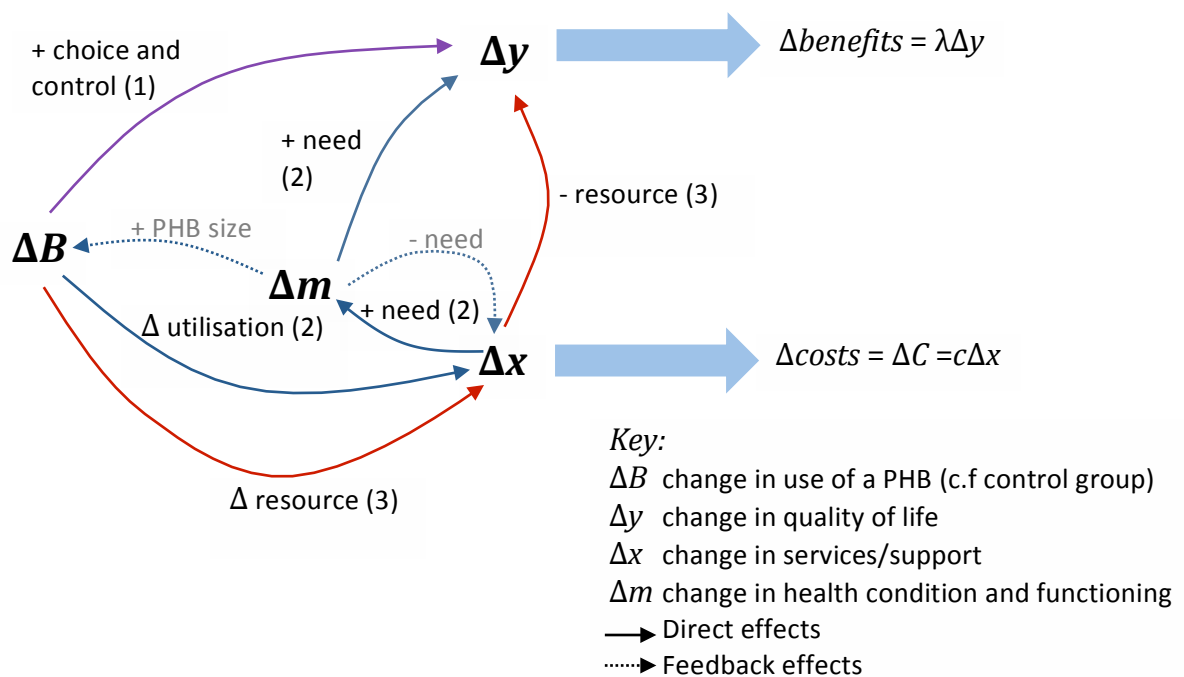 + choice and
control (1)
Δy
Δbenefits = λΔy
+ need
(2)
- resource (3)
+ PHB size
- need
ΔB
Δm
Δ utilisation (2)
+ need (2)
Δx
Δcosts = ΔC =cΔx
Δ resource (3)
Key:
ΔB change in use of a PHB (c.f control group)
Δy change in quality of life
Δx change in services/support
Δm change in health condition and functioning
Direct effects
Feedback effects